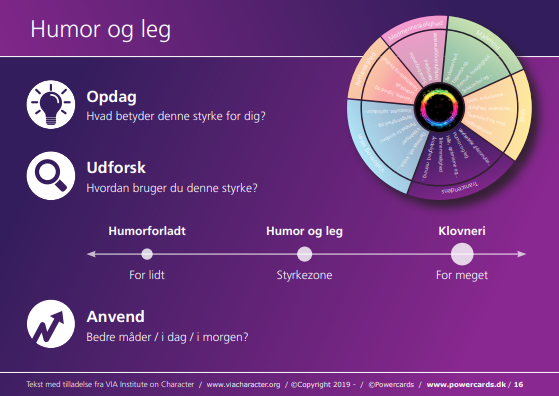 Humor og leg
Opdag
Hvad betyder denne styrke for dig?
Udforsk
Hvordan bruger du denne styrke?
Humorforladt
Humor og leg
Klovneri
For lidt
Styrkezone
For meget
Anvend
Bedre måder / i dag / i morgen?
Transcendens
Tekst med tilladelse fra VIA Institute on Character / www.viacharacter.org / ©Copyright 2019 - / ©Powercards / www.powercards.dk / 16